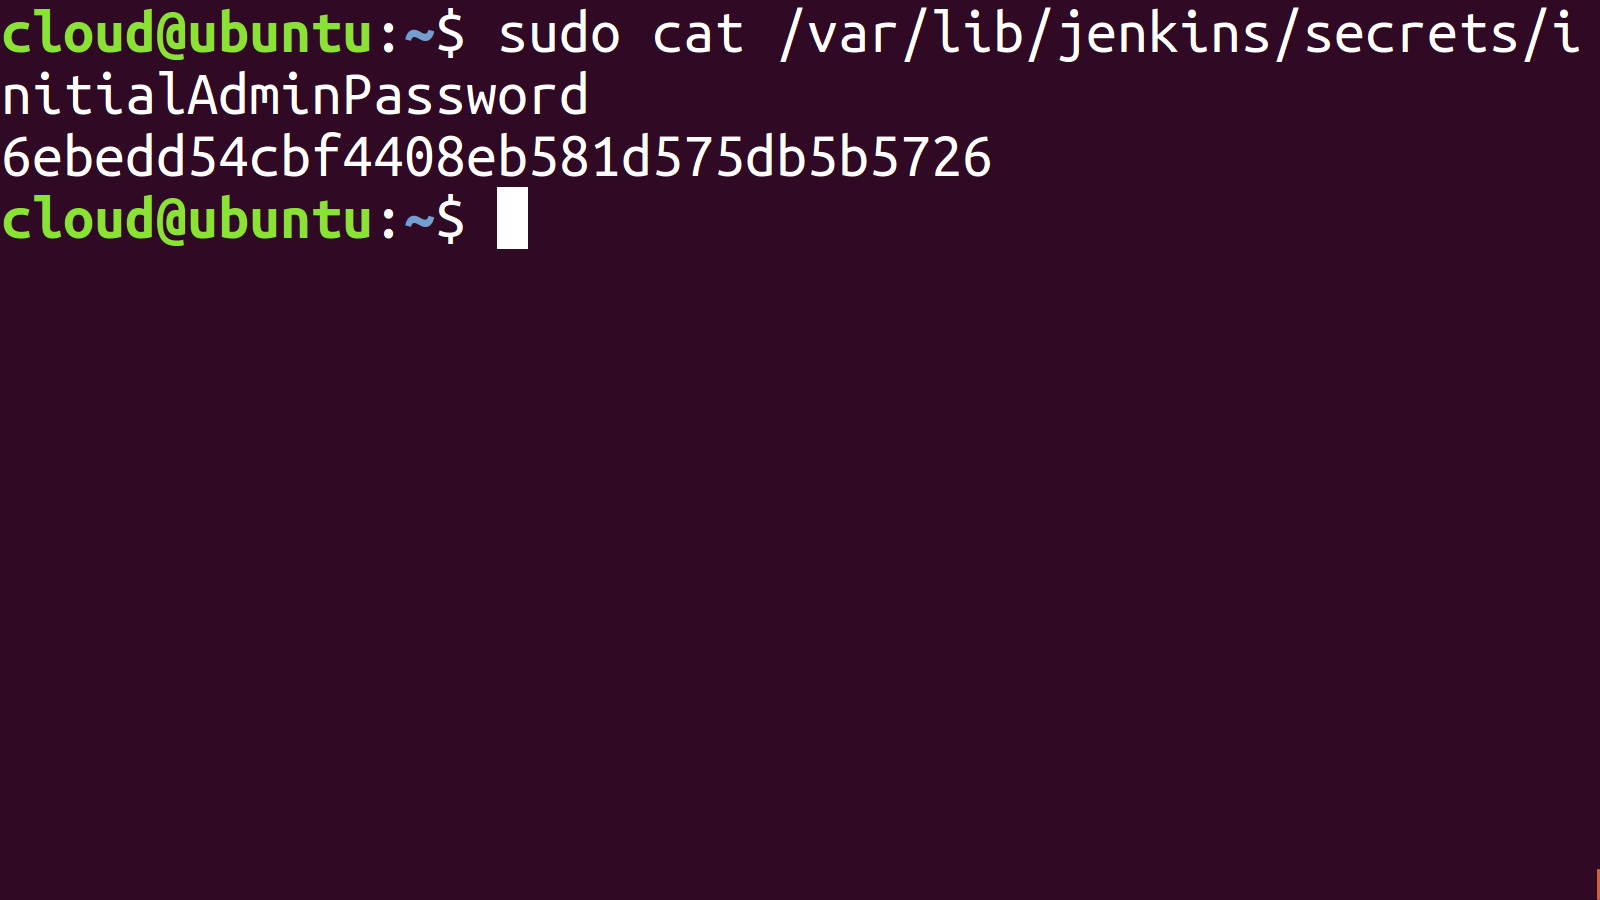 cloud@ubuntu:~$ sudo cat /var/lib/jenkins/secrets/i
nitialAdminPassword
6ebedd54cbf4408eb581d575db5b5726
cloud@ubuntu:~$